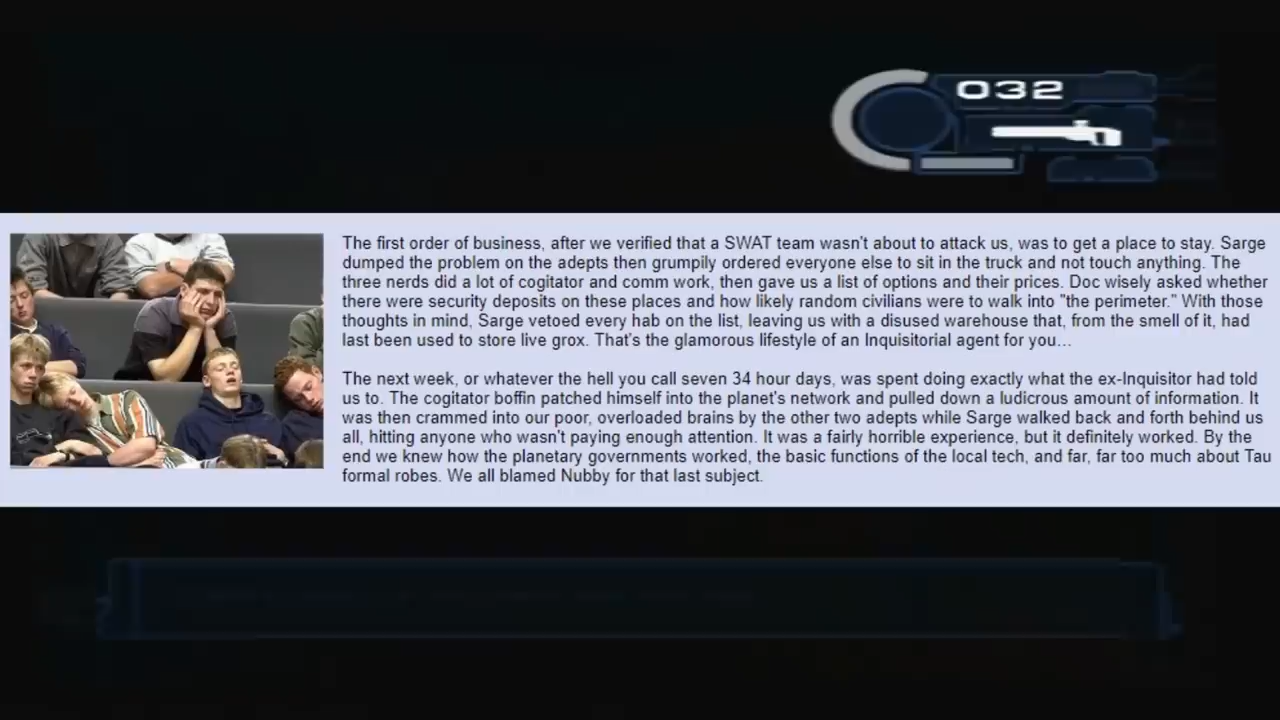 032
The first order of business, after we verified that a SWAT team wasn't about to attack us, was to get a place to stay. Sarge
dumped the problem on the adepts then grumpily ordered everyone else to sit in the truck and not touch anything. The
three nerds did a lot of cogitator and comm work, then gave us a list of options and their prices. Doc wisely asked whether
there were security deposits on these places and how likely random civilians were to walk into "the perimeter." With those
thoughts in mind, Sarge vetoed every hab on the list, leaving us with a disused warehouse that, from the smell of it, had
last been used to store live grox. That's the glamorous lifestyle of an Inquisitorial agent for you...
The next week, or whatever the hell you call seven 34 hour days, was spent doing exactly what the ex-Inquisitor had told
us to. The cogitator boffin patched himself into the planet's network and pulled down a ludicrous amount of information. It
was then crammed into our poor, overloaded brains by the other two adepts while Sarge walked back and forth behind us
all, hitting anyone who wasn't paying enough attention. It was a fairly horrible experience, but it definitely worked. By the
end we knew how the planetary governments worked, the basic functions of the local tech, and far, far too much about Tau
formal robes. We all blamed Nubby for that last subject.